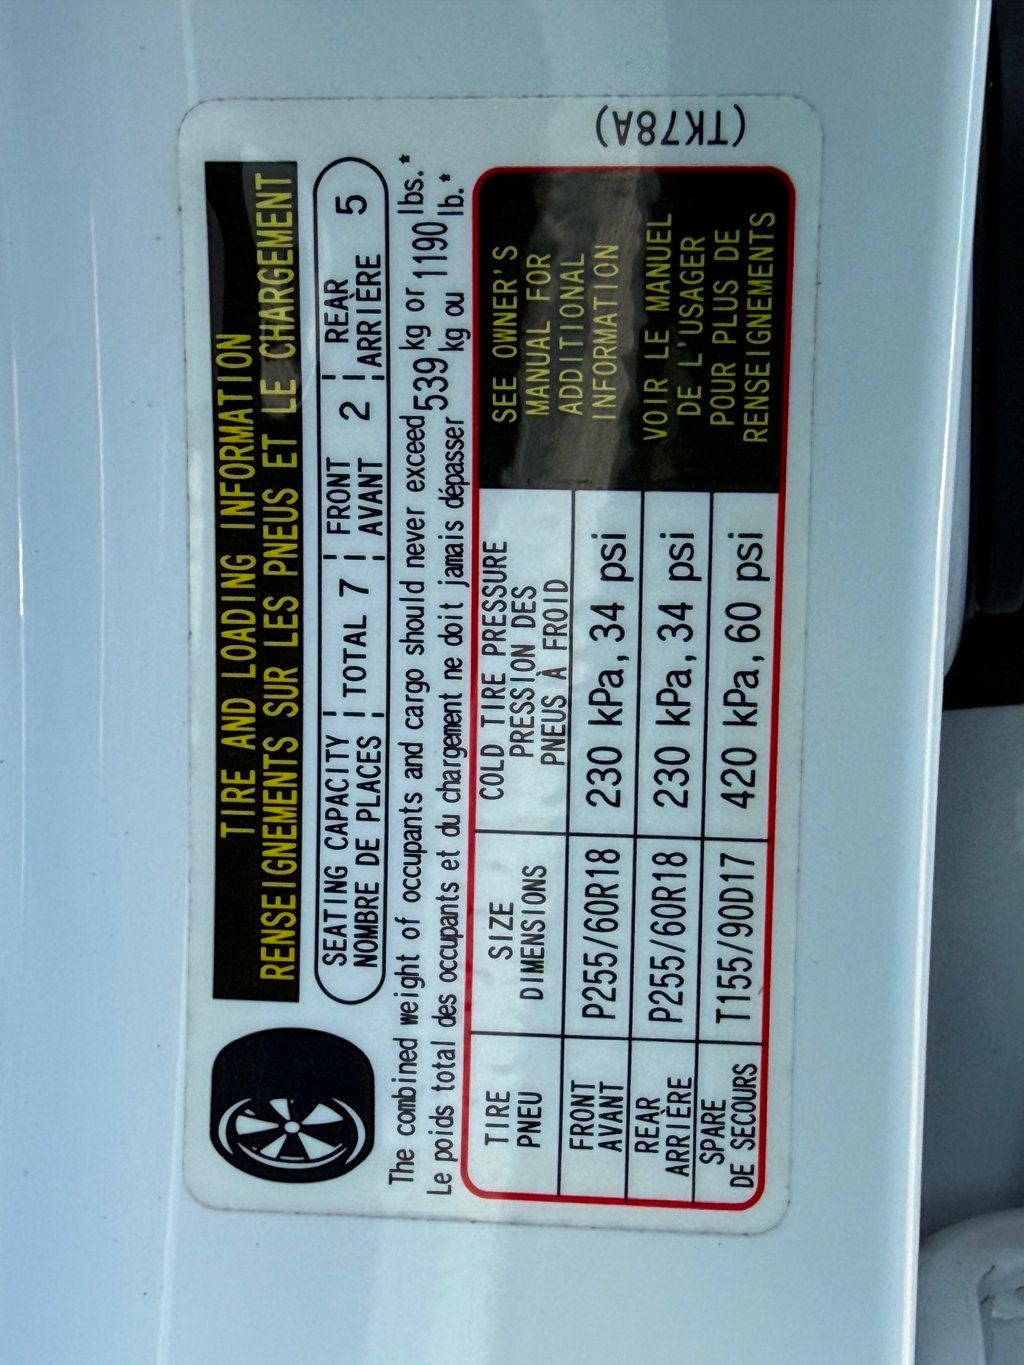 TIRE AND LOADING INFORMATION
RENSEIGNEMENTS SUR LES PNEUS ET LE CHARGEMENT
SEATING CAPACITY | TOTAL 7 | FRONT 2 | REAR 5
NOMBRE DE PLACES | AVANT | ARRIÈRE
The combined weight of occupants and cargo should never exceed 539 kg or 1190 lbs.*
Le poids total des occupants et du chargement ne doit jamais dépasser kg ou lb.*
TIRE SIZE COLD TIRE PRESSURE
PNEU DIMENSIONS PRESSION DES
PNEUS À FROID
FRONT P255/60R18 230 kPa, 34 psi
AVANT
REAR P255/60R18 230 kPa, 34 psi
ARRIÈRE
SPARE T155/90D17 420 kPa, 60 psi
DE SECOURS
SEE OWNER'S
MANUAL FOR
ADDITIONAL
INFORMATION
VOIR LE MANUEL
DE L'USAGER
POUR PLUS DE
RENSEIGNEMENTS
(TK78A)